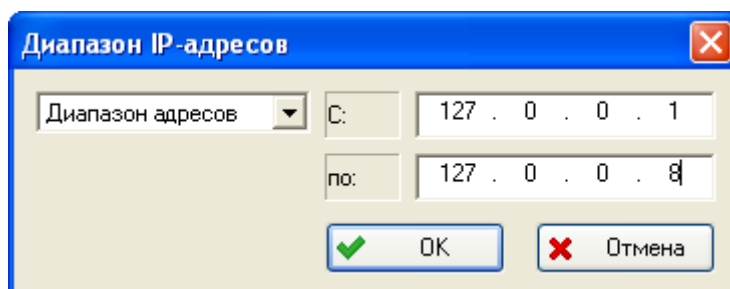 Диапазон IP-адресов
Диапазон адресов С: 127 . 0 . 0 . 1
по: 127 . 0 . 0 . 8
OK Отмена